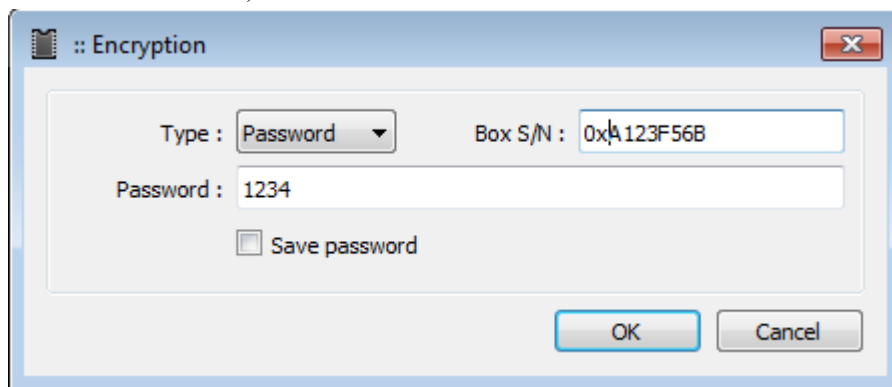 :: Encryption
Type : Password Box S/N : 0xA123F56B
Password : 1234
Save password
OK Cancel